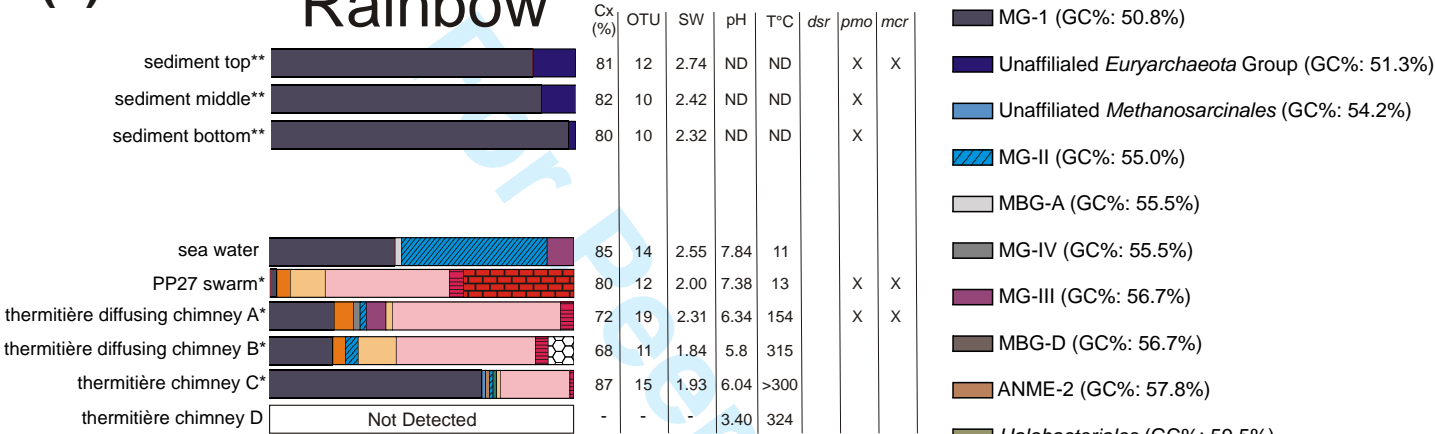 Rainbow
Cx (%) OTU SW pH T°C dsr pmo mcr
sediment top** 81 12 2.74 ND ND X X
sediment middle** 82 10 2.42 ND ND X
sediment bottom** 80 10 2.32 ND ND X
sea water 85 14 2.55 7.84 11
PP27 swarm* 80 12 2.00 7.38 13 X X
thermitière diffusing chimney A* 72 19 2.31 6.34 154 X X
thermitière diffusing chimney B* 68 11 1.84 5.8 315
thermitière chimney C* 87 15 1.93 6.04 >300
thermitière chimney D Not Detected - - - 3.40 324
MG-1 (GC%: 50.8%)
Unaffilialed Euryarchaeota Group (GC%: 51.3%)
Unaffiliated Methanosarcinales (GC%: 54.2%)
MG-II (GC%: 55.0%)
MBG-A (GC%: 55.5%)
MG-IV (GC%: 55.5%)
MG-III (GC%: 56.7%)
MBG-D (GC%: 56.7%)
ANME-2 (GC%: 57.8%)
Halobacteriales (GC%: 59.5%)
For Peer